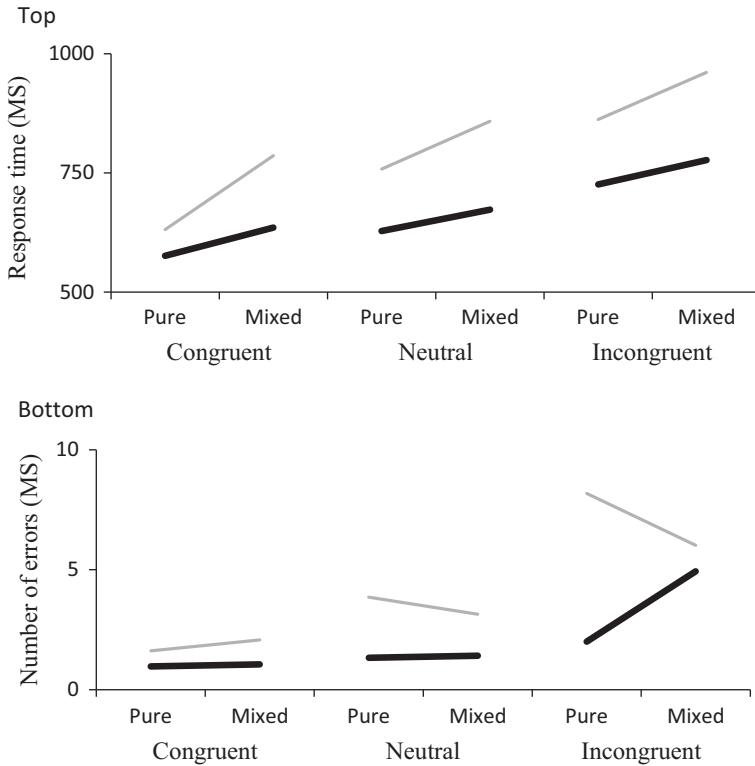 Top
Response time (MS)
1000
750
500
Pure Mixed Pure Mixed Pure Mixed
Congruent Neutral Incongruent
Bottom
Number of errors (MS)
10
5
0
Pure Mixed Pure Mixed Pure Mixed
Congruent Neutral Incongruent